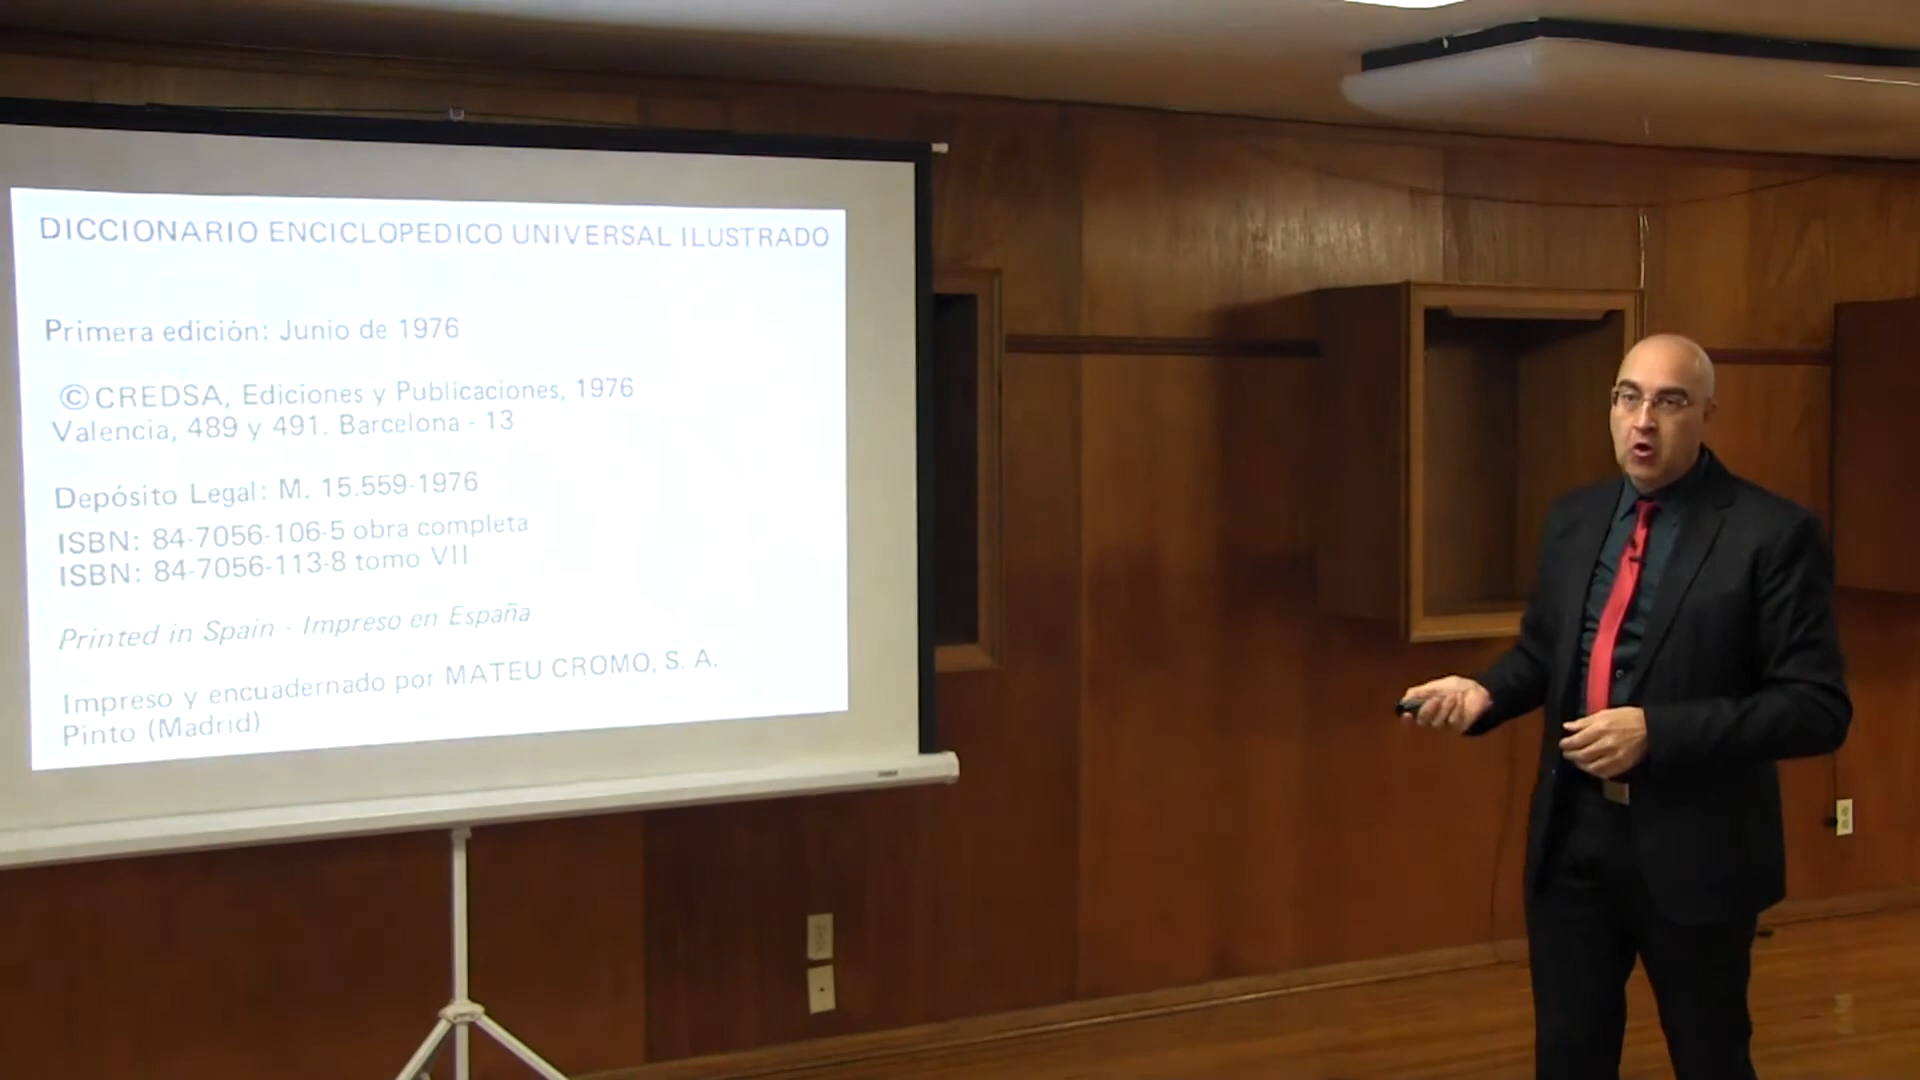 DICCIONARIO ENCICLOPEDICO UNIVERSAL ILUSTRADO
Primera edición: Junio de 1976
©CREDSA, Ediciones y Publicaciones, 1976
Valencia, 489 y 491. Barcelona - 13
Depósito Legal: M. 15.559-1976
ISBN: 84-7056-106-5 obra completa
ISBN: 84-7056-113-8 tomo VII
Printed in Spain - Impreso en España
Impreso y encuadernado por MATEU CROMO, S. A.
Pinto (Madrid)